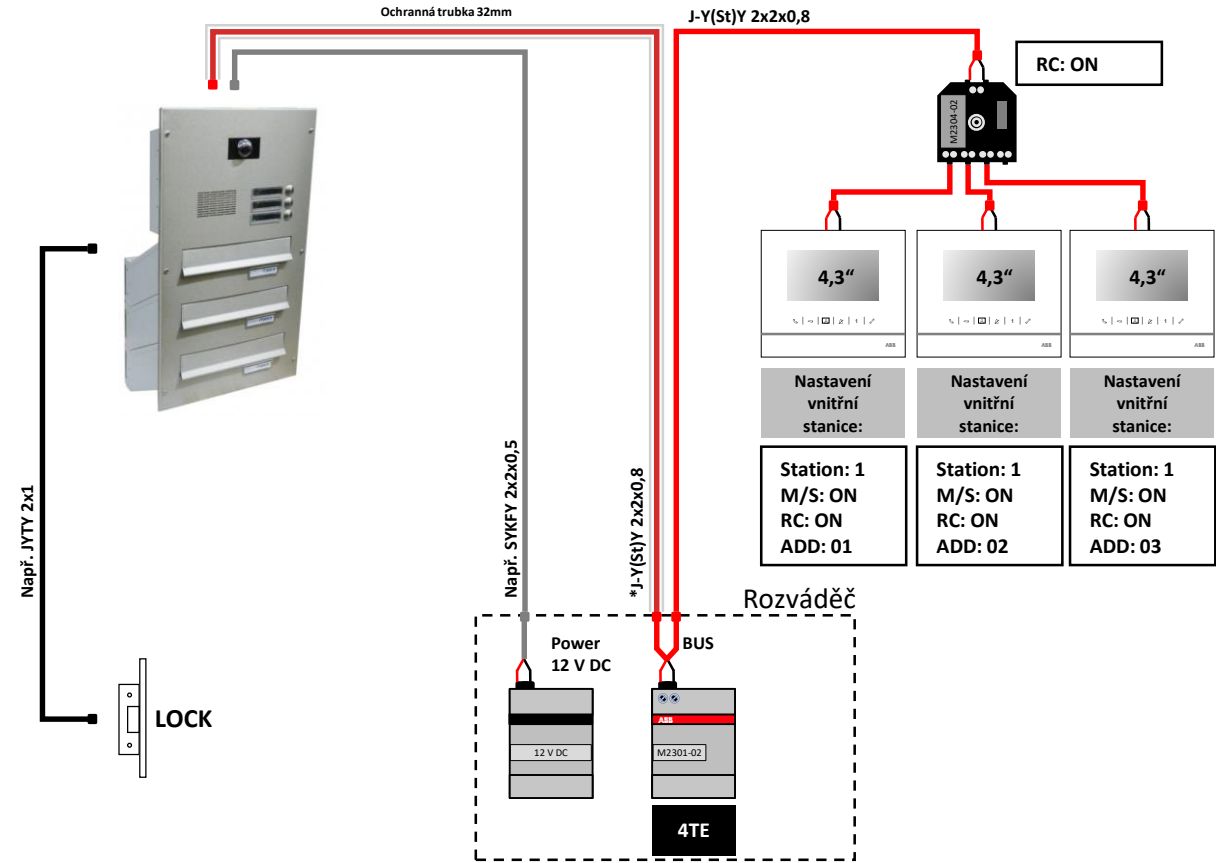 Ochranná trubka 32mm
J-Y(St)Y 2x2x0,8
RC: ON
M2304-02
4,3“
4,3“
4,3“
ABB
ABB
ABB
Nastavení
vnitřní
stanice:
Nastavení
vnitřní
stanice:
Nastavení
vnitřní
stanice:
Station: 1
M/S: ON
RC: ON
ADD: 01
Station: 1
M/S: ON
RC: ON
ADD: 02
Station: 1
M/S: ON
RC: ON
ADD: 03
Např. JYTY 2x1
Např. SYKFY 2x2x0,5
*J-Y(St)Y 2x2x0,8
Rozváděč
Power
12 V DC
BUS
LOCK
12 V DC
ABB
M2301-02
4TE